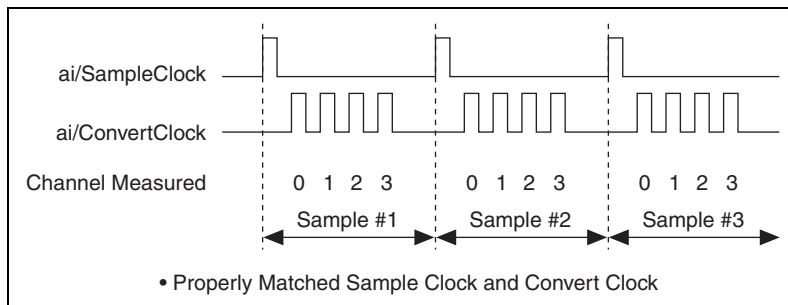 ai/SampleClock
ai/ConvertClock
Channel Measured 0 1 2 3 0 1 2 3 0 1 2 3
Sample #1 Sample #2 Sample #3
• Properly Matched Sample Clock and Convert Clock